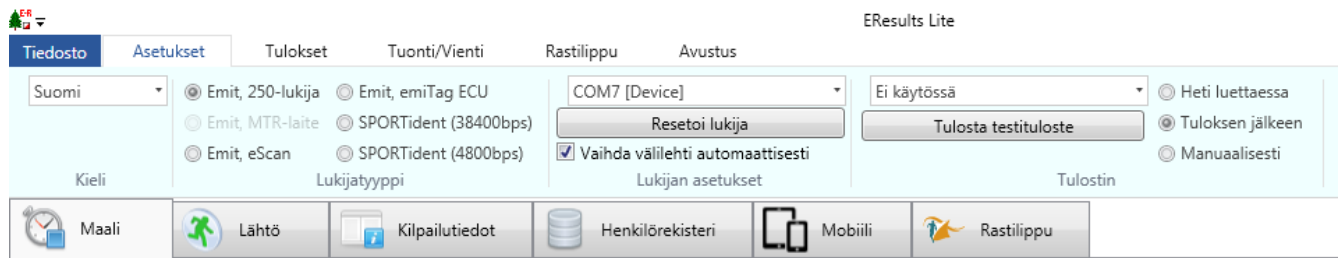 E-R
EResults Lite
Tiedosto Asetukset Tulokset Tuonti/Vienti Rastilippu Avustus
Suomi Emit, 250-lukija Emit, emiTag ECU COM7 [Device] Ei käytössä Heti luettaessa
Emit, MTR-laite SPORTident (38400bps) Resetoi lukija Tulosta testituloste Tuloksen jälkeen
Emit, eScan SPORTident (4800bps) Vaihda välilehti automaattisesti Manuaalisesti
Kieli Lukijatyyppi Lukijan asetukset Tulostin
Maali Lähtö Kilpailutiedot Henkilörekisteri Mobiili Rastilippu